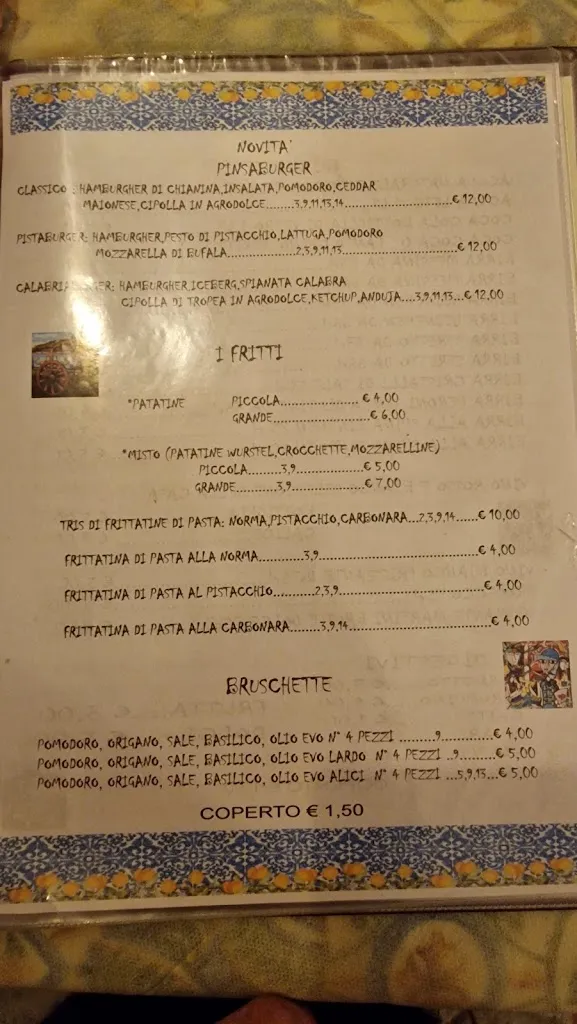 NOVITA'
PINSABURGER
CLASSICO : HAMBURGHER DI CHIANINA,INSALATA,POMODORO,CEDDAR
MAIONESE,CIPOLLA IN AGRODOLCE.......3,9,11,13,14...................................€ 12,00
PISTABURGER: HAMBURGHER,PESTO DI PISTACCHIO,LATTUGA,POMODORO
MOZZARELLA DI BUFALA..................2,3,9,11,13.............................€ 12,00
HAMBURGHER,ICEBERG,SPIANATA CALABRA
CIPOLLA DI TROPEA IN AGRODOLCE,KETCHUP,ANDUJA....3,9,11,13...€ 12,00
I FRITTI
*PATATINE PICCOLA.................... € 4,00
GRANDE......................... € 6,00
*MISTO (PATATINE WURSTEL,CROCCHETTE,MOZZARELLINE)
PICCOLA.........3,9..................€ 5,00
GRANDE...........3,9...................€ 7,00
TRIS DI FRITTATINE DI PASTA: NORMA,PISTACCHIO,CARBONARA...2,3,9,14......€ 10,00
FRITTATINA DI PASTA ALLA NORMA............3,9................................................€ 4,00
FRITTATINA DI PASTA AL PISTACCHIO...........2,3,9..........................................€ 4,00
FRITTATINA DI PASTA ALLA CARBONARA........3,9,14.....................................€ 4,00
BRUSCHETTE
POMODORO, ORIGANO, SALE, BASILICO, OLIO EVO N° 4 PEZZI ..........9..............€ 4,00
POMODORO, ORIGANO, SALE, BASILICO, OLIO EVO LARDO N° 4 PEZZI ..9.........€ 5,00
POMODORO, ORIGANO, SALE, BASILICO, OLIO EVO ALICI N° 4 PEZZI ...5,9,13...€ 5,00
COPERTO € 1,50